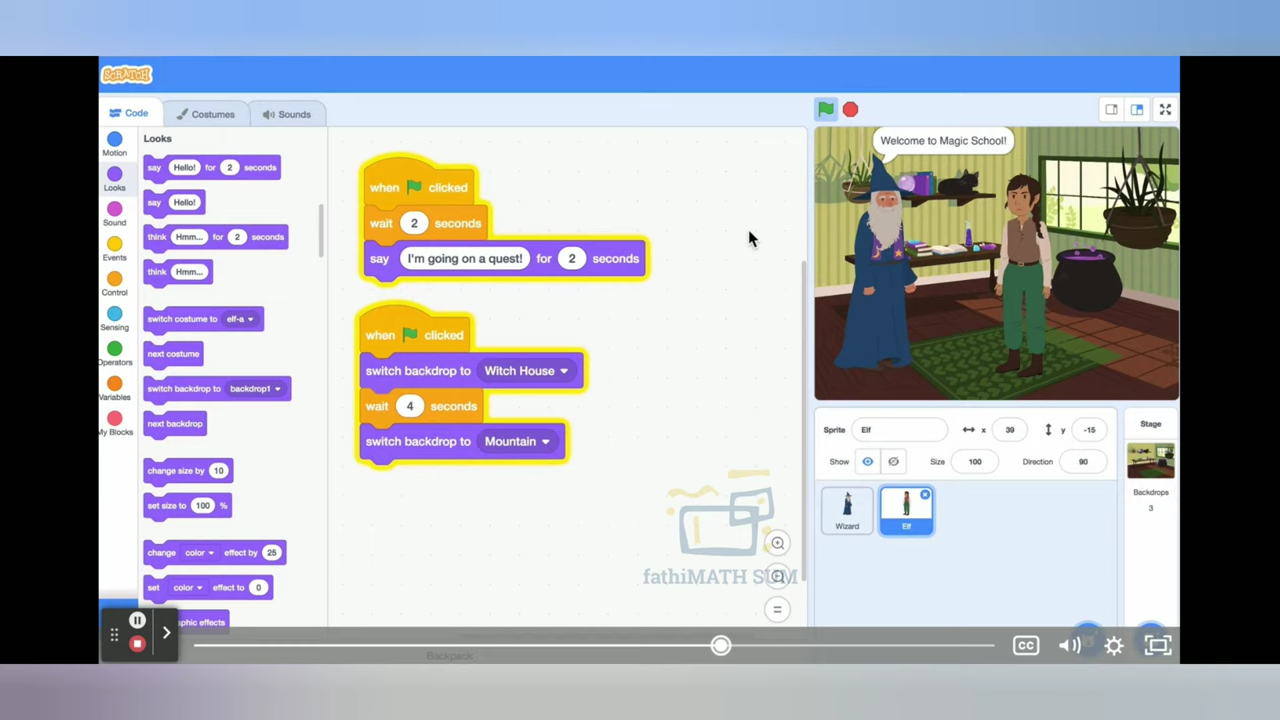 SCRATCH
Code
Costumes
Sounds
Motion
Looks
Sound
Events
Control
Sensing
Operators
Variables
My Blocks
Looks
say Hello! for 2 seconds
say Hello!
think Hmm... for 2 seconds
think Hmm...
switch costume to elf-a
next costume
switch backdrop to backdrop1
next backdrop
change size by 10
set size to 100 %
change color effect by 25
set color effect to 0
phic effects
when clicked
wait 2 seconds
say I'm going on a quest! for 2 seconds
when clicked
switch backdrop to Witch House
wait 4 seconds
switch backdrop to Mountain
fathiMATH SUM
Backpack
Welcome to Magic School!
Sprite Elf x 39 y -15
Show Size 100 Direction 90
Wizard
Elf
Stage
Backdrops
3
CC